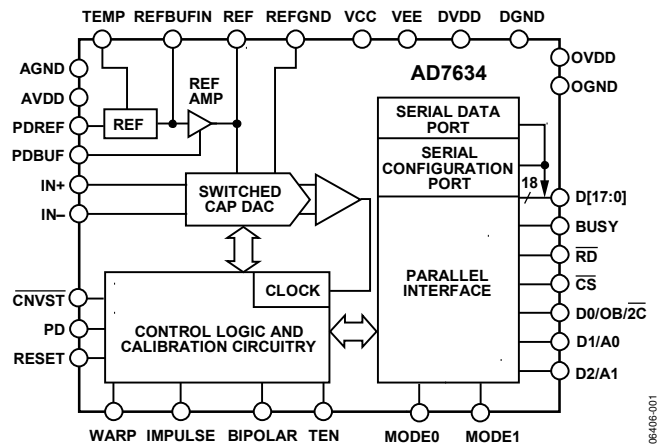 TEMP REFBUFIN REF REFGND VCC VEE DVDD DGND
AGND
AVDD
PDREF
PDBUF
IN+
IN–
CNVST
PD
RESET
REF
REF
AMP
SWITCHED
CAP DAC
CLOCK
CONTROL LOGIC AND
CALIBRATION CIRCUITRY
AD7634
SERIAL DATA
PORT
SERIAL
CONFIGURATION
PORT
18
PARALLEL
INTERFACE
OVDD
OGND
D[17:0]
BUSY
RD
CS
D0/OB/2C
D1/A0
D2/A1
WARP IMPULSE BIPOLAR TEN MODE0 MODE1
06406-001